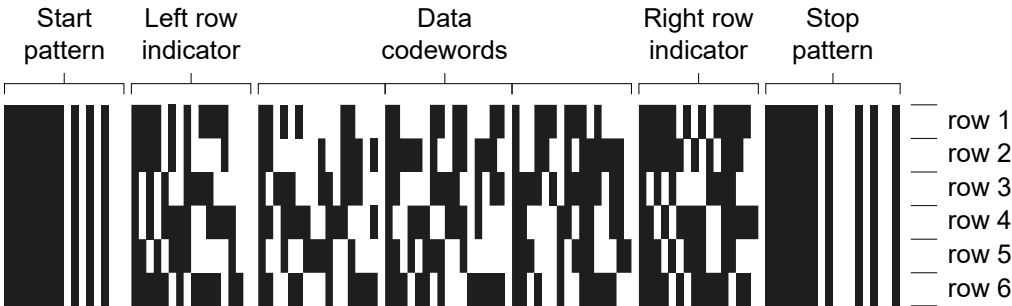 Start
pattern
Left row
indicator
Data
codewords
Right row
indicator
Stop
pattern
row 1
row 2
row 3
row 4
row 5
row 6